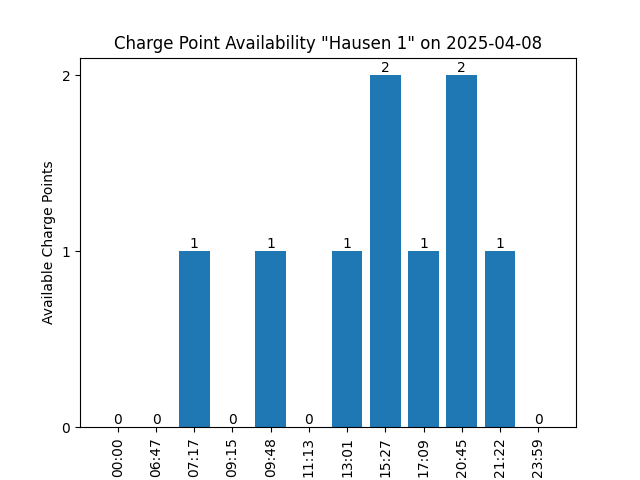 Charge Point Availability "Hausen 1" on 2025-04-08
Available Charge Points
2
1
0
0 0 1 0 1 0 1 2 1 2 1 0
00:00 06:47 07:17 09:15 09:48 11:13 13:01 15:27 17:09 20:45 21:22 23:59